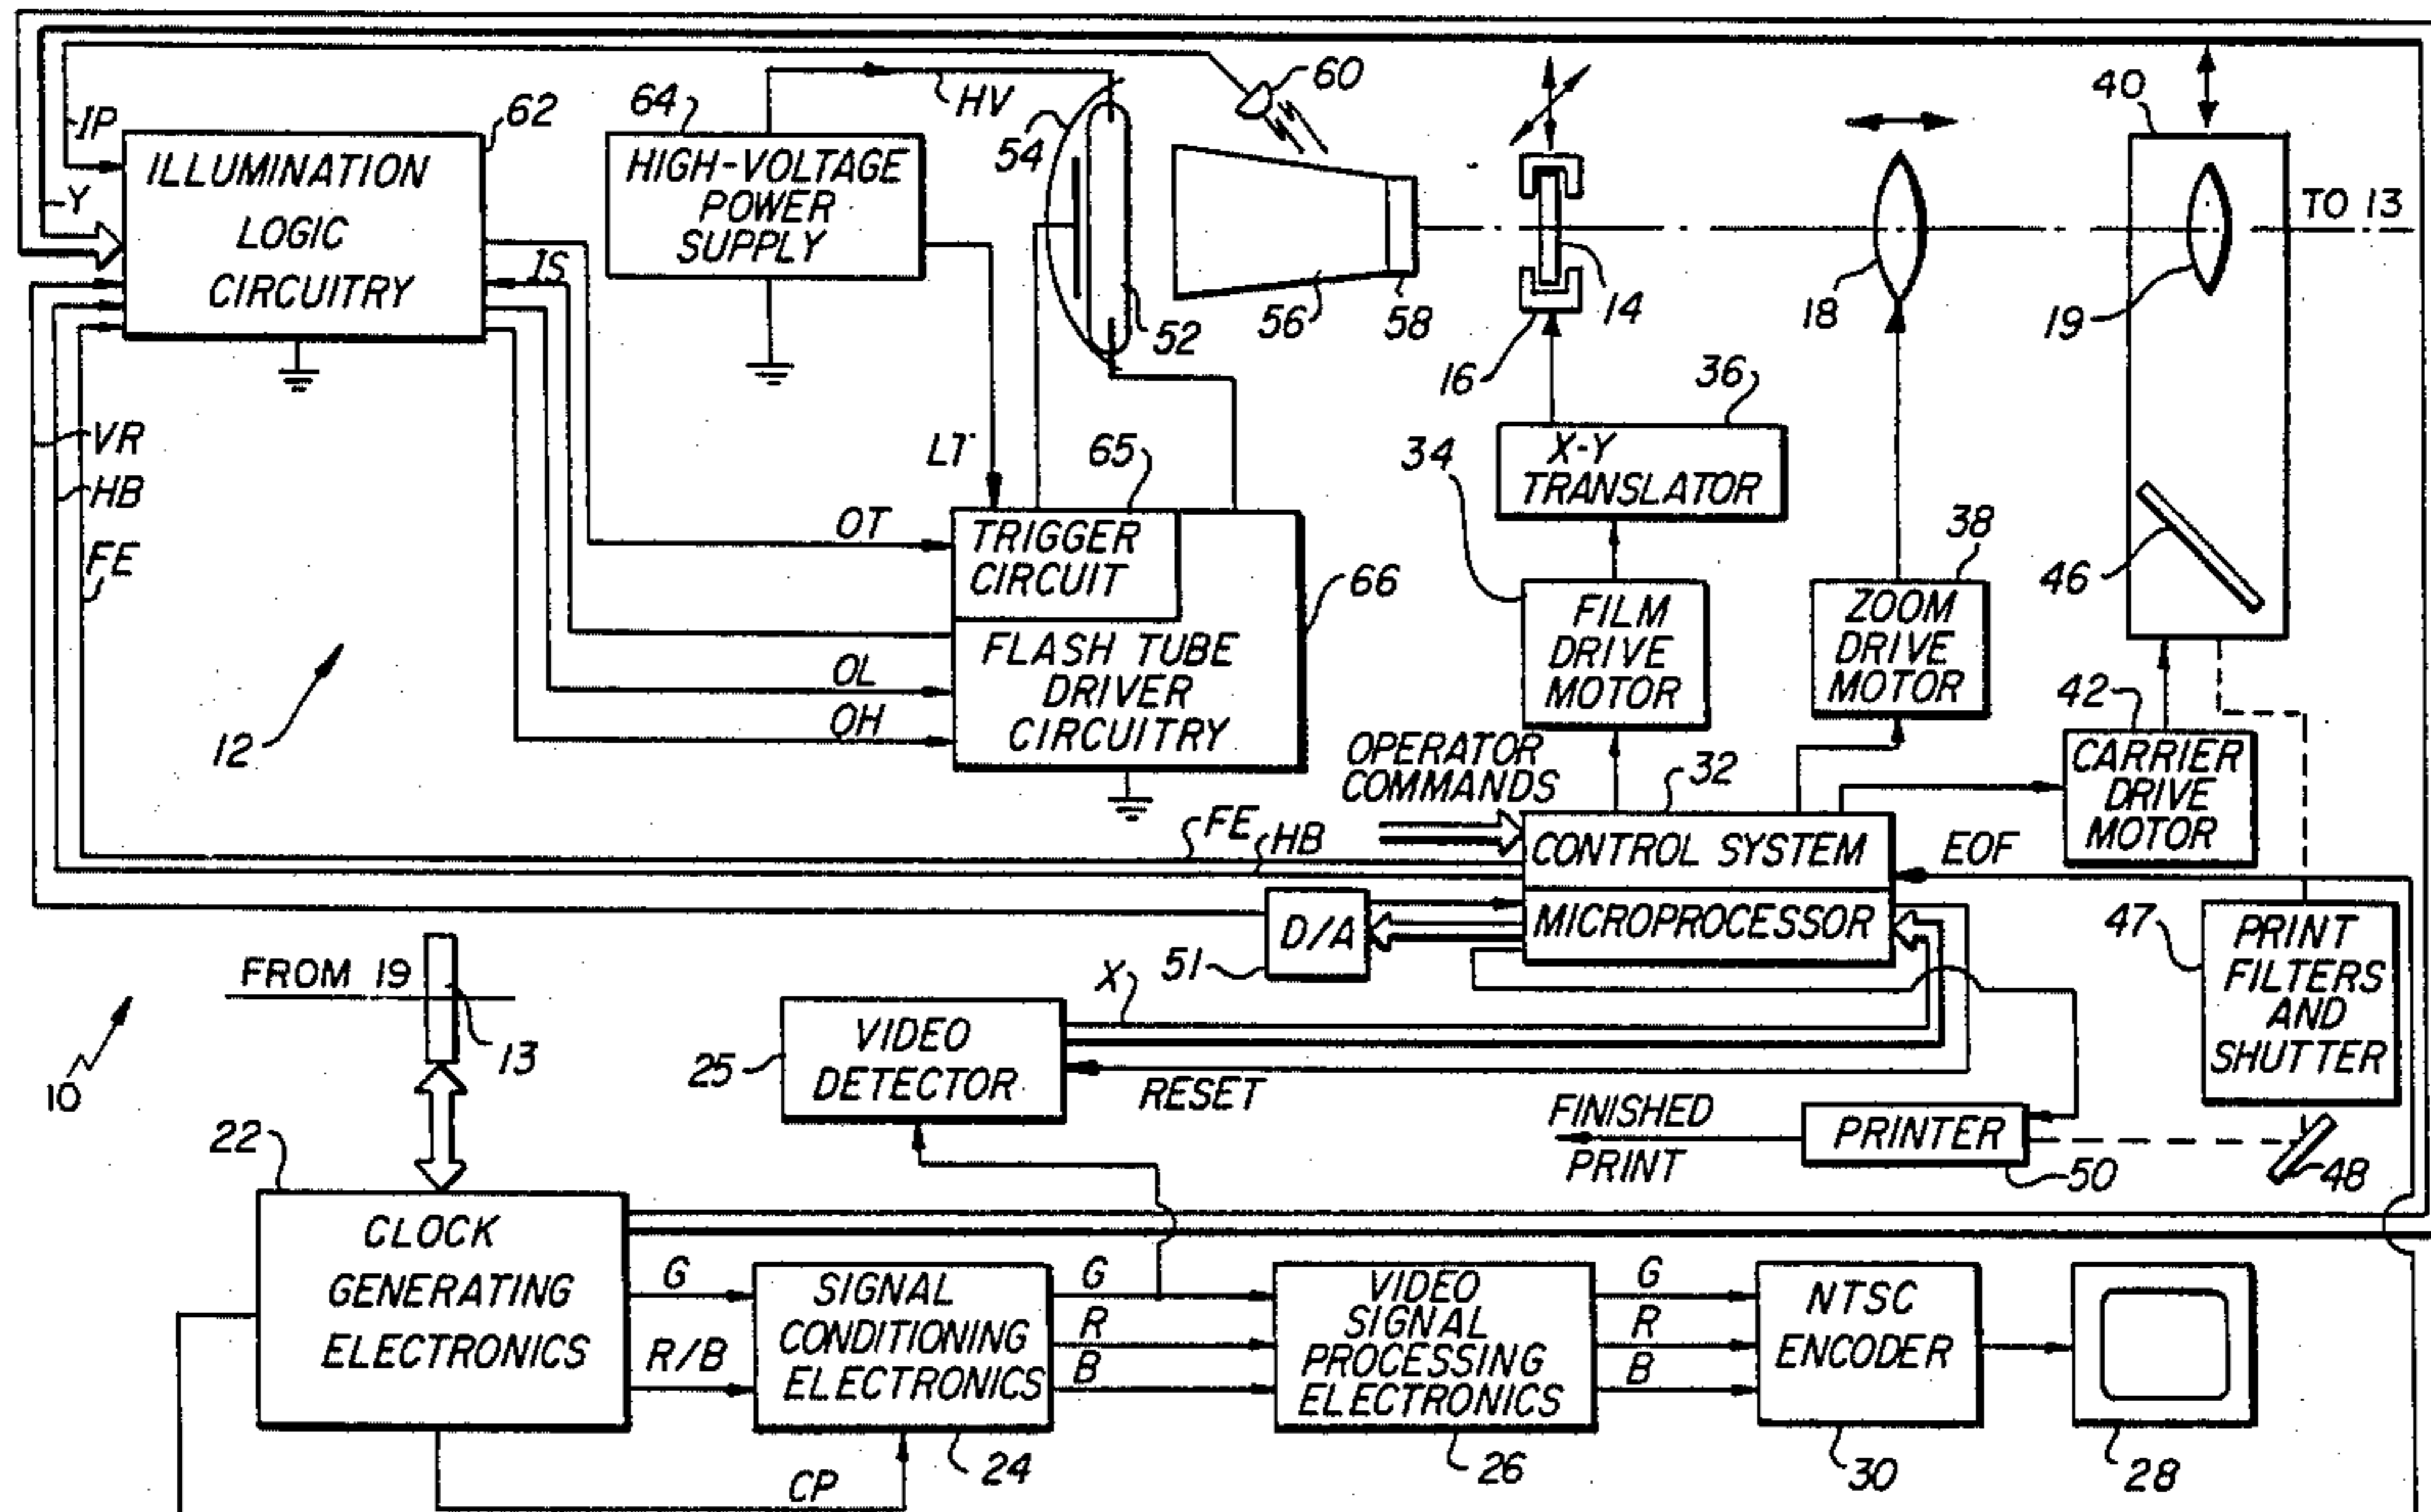 IP
Y
ILLUMINATION
LOGIC
CIRCUITRY
62
IS
64
HIGH-VOLTAGE
POWER
SUPPLY
HV
54
52
60
56
58
14
16
18
40
19
TO 13
VR
HB
FE
12
LT
OT
OL
OH
65
TRIGGER
CIRCUIT
66
FLASH TUBE
DRIVER
CIRCUITRY
36
X-Y
TRANSLATOR
34
FILM
DRIVE
MOTOR
38
ZOOM
DRIVE
MOTOR
46
42
CARRIER
DRIVE
MOTOR
OPERATOR
COMMANDS
32
CONTROL SYSTEM
MICROPROCESSOR
FE
HB
EOF
D/A
51
47
PRINT
FILTERS
AND
SHUTTER
FROM 19
13
10
X
25
VIDEO
DETECTOR
RESET
FINISHED
PRINT
PRINTER
50
48
22
CLOCK
GENERATING
ELECTRONICS
G
R/B
SIGNAL
CONDITIONING
ELECTRONICS
24
CP
G
R
B
VIDEO
SIGNAL
PROCESSING
ELECTRONICS
26
G
R
B
NTSC
ENCODER
30
28